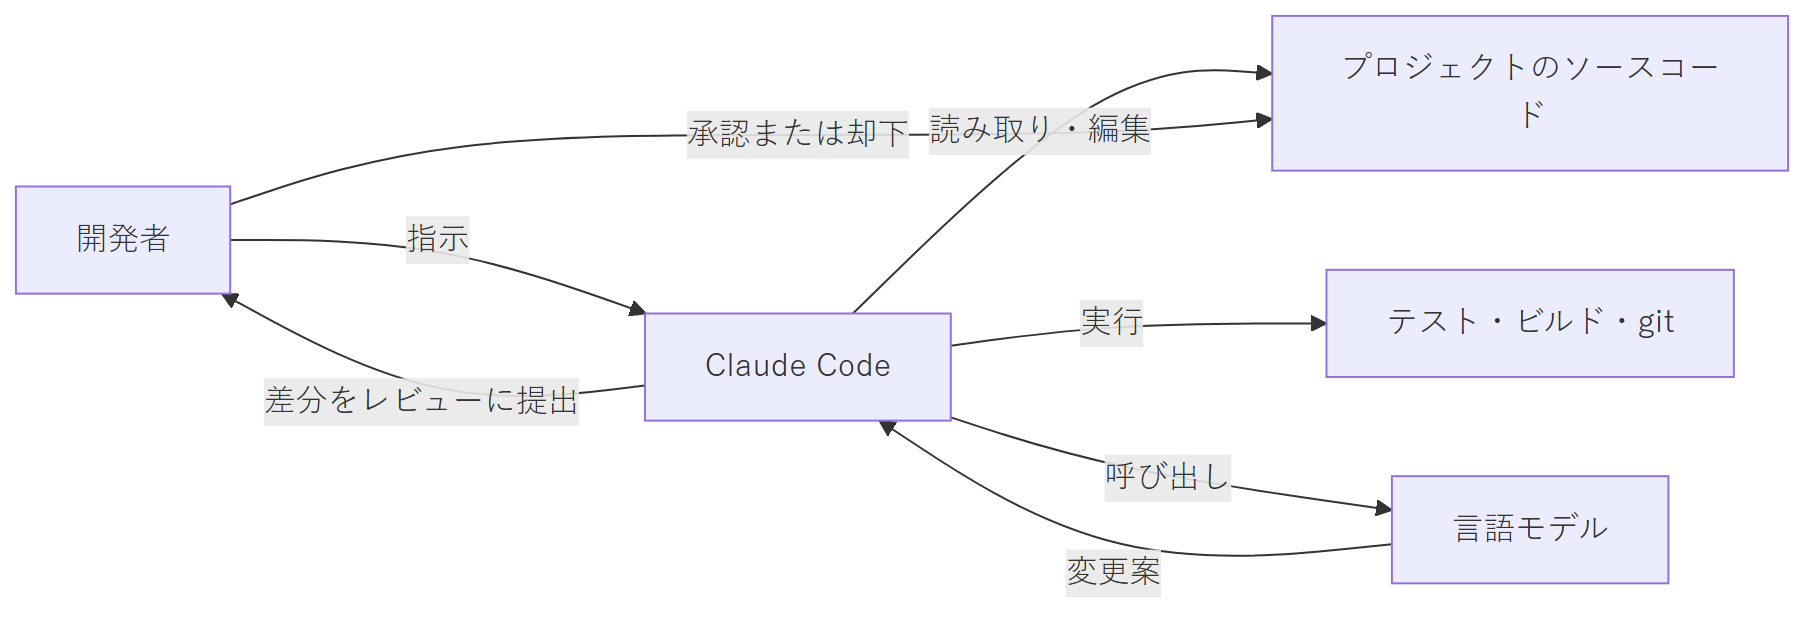 プロジェクトのソースコー
ド
承認または却下
読み取り・編集
開発者
指示
テスト・ビルド・git
実行
Claude Code
差分をレビューに提出
呼び出し
言語モデル
変更案